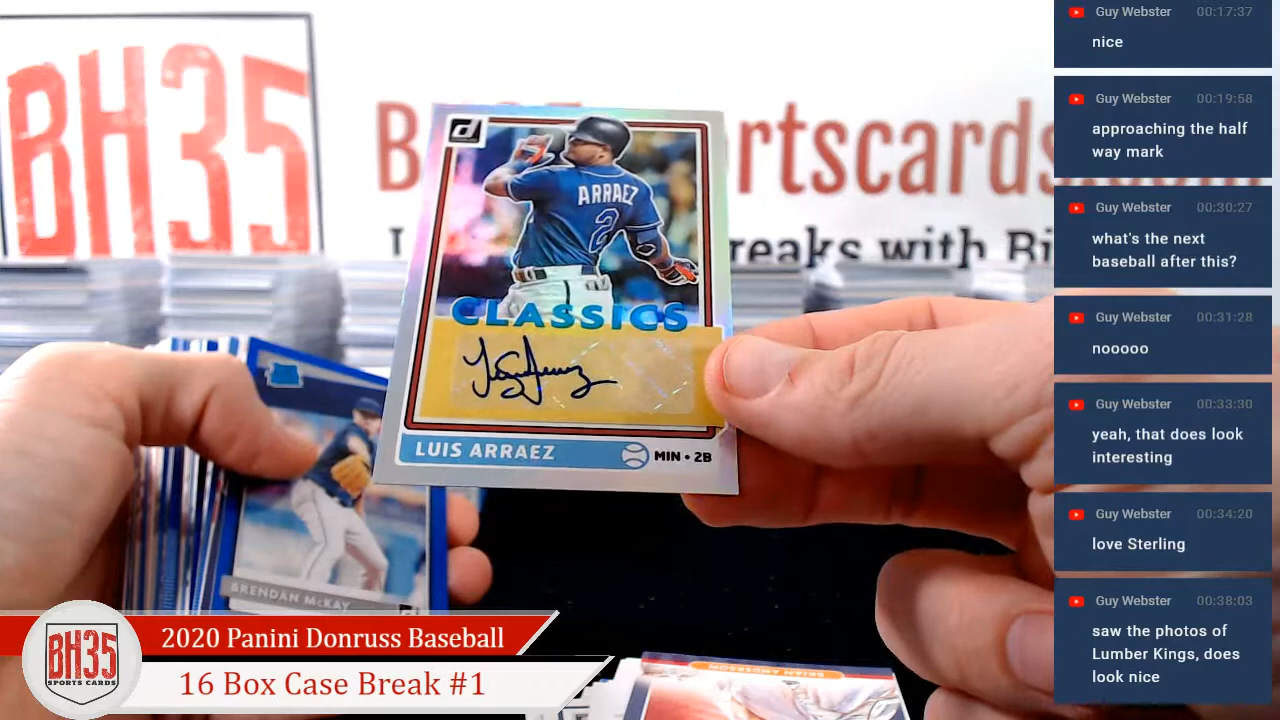 BH35
B
rtscards
T
reaks with Bi
ARRAEZ
2
CLASSICS
LUIS ARRAEZ
MIN • 2B
BRENDAN McKAY
BRIAN ANDERSON
BH35
SPORTS CARDS
2020 Panini Donruss Baseball
16 Box Case Break #1
Guy Webster 00:17:37
nice
Guy Webster 00:19:58
approaching the half
way mark
Guy Webster 00:30:27
what's the next
baseball after this?
Guy Webster 00:31:28
nooooo
Guy Webster 00:33:30
yeah, that does look
interesting
Guy Webster 00:34:20
love Sterling
Guy Webster 00:38:03
saw the photos of
Lumber Kings, does
look nice